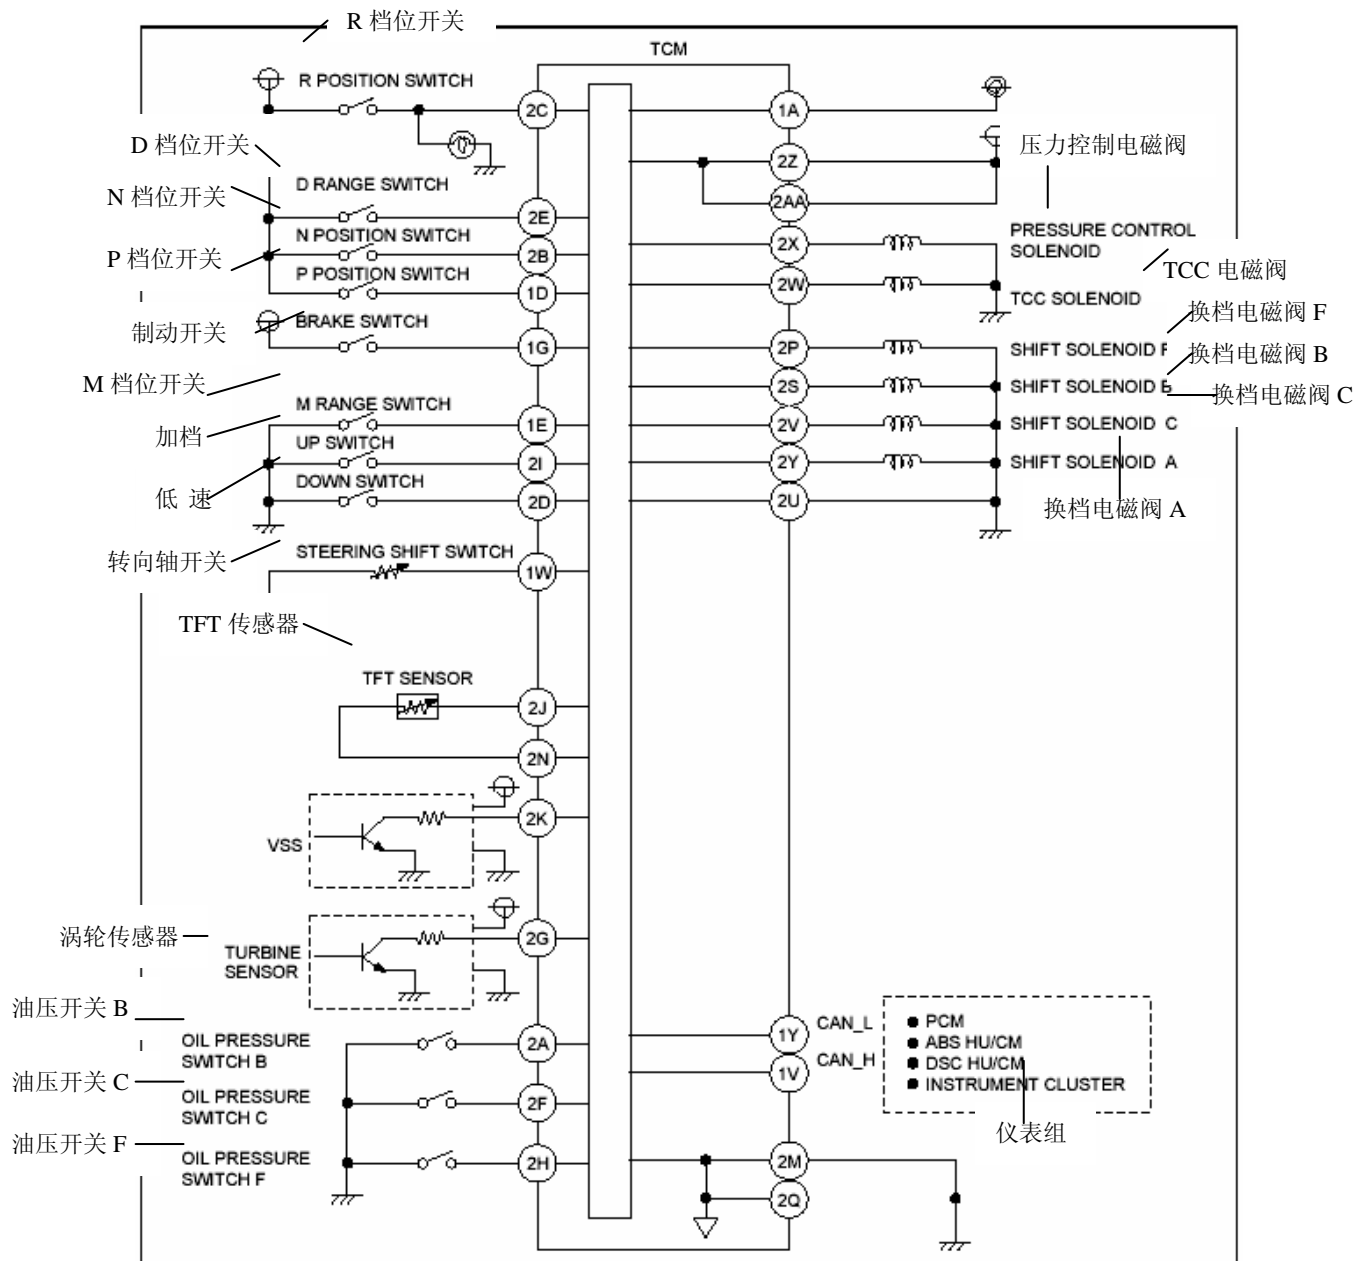 R 档位开关
TCM
R POSITION SWITCH
2C
1A
D 档位开关
压力控制电磁阀
2Z
D RANGE SWITCH
N 档位开关
2AA
2E
N POSITION SWITCH
2X
PRESSURE CONTROL
SOLENOID
P 档位开关
2B
TCC 电磁阀
P POSITION SWITCH
2W
1D
TCC SOLENOID
换档电磁阀 F
制动开关
BRAKE SWITCH
1G
2P
SHIFT SOLENOID F
换档电磁阀 B
M 档位开关
2S
SHIFT SOLENOID B
换档电磁阀 C
M RANGE SWITCH
1E
2V
SHIFT SOLENOID C
加档
UP SWITCH
2I
2Y
SHIFT SOLENOID A
低 速
DOWN SWITCH
2D
2U
换档电磁阀 A
转向轴开关
STEERING SHIFT SWITCH
1W
TFT 传感器
TFT SENSOR
2J
2N
2K
VSS
涡轮传感器
TURBINE
SENSOR
2G
油压开关 B
OIL PRESSURE
SWITCH B
2A
1Y
CAN_L
PCM
ABS HU/CM
油压开关 C
OIL PRESSURE
SWITCH C
2F
1V
CAN_H
DSC HU/CM
INSTRUMENT CLUSTER
仪表组
油压开关 F
OIL PRESSURE
SWITCH F
2H
2M
2Q